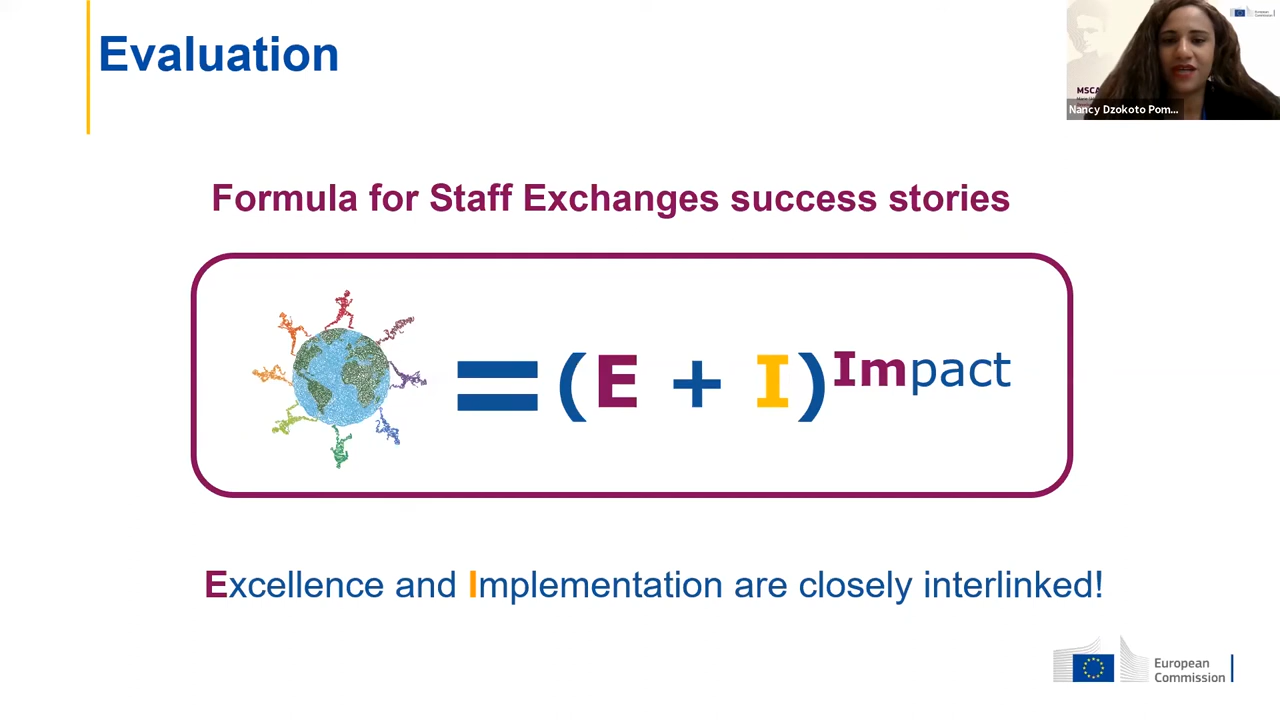 Evaluation
MSCA
Nancy Dzokoto Pom...
Formula for Staff Exchanges success stories
= (E + I)Impact
Excellence and Implementation are closely interlinked!
European
Commission